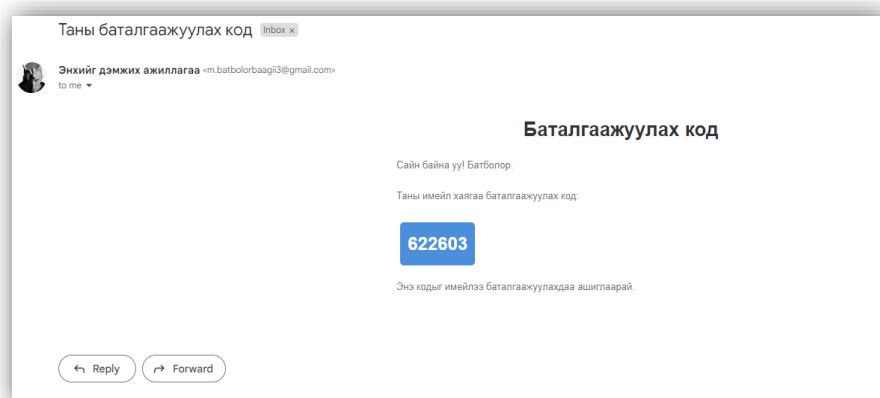 Таны баталгаажуулах код Inbox ×
Энхийг дэмжих ажиллагаа <m.batbolorbaagii3@gmail.com>
to me
Баталгаажуулах код
Сайн байна уу! Батболор.
Таны имейл хаягаа баталгаажуулах код:
622603
Энэ кодыг имейлээ баталгаажуулахдаа ашиглаарай.
Reply
Forward